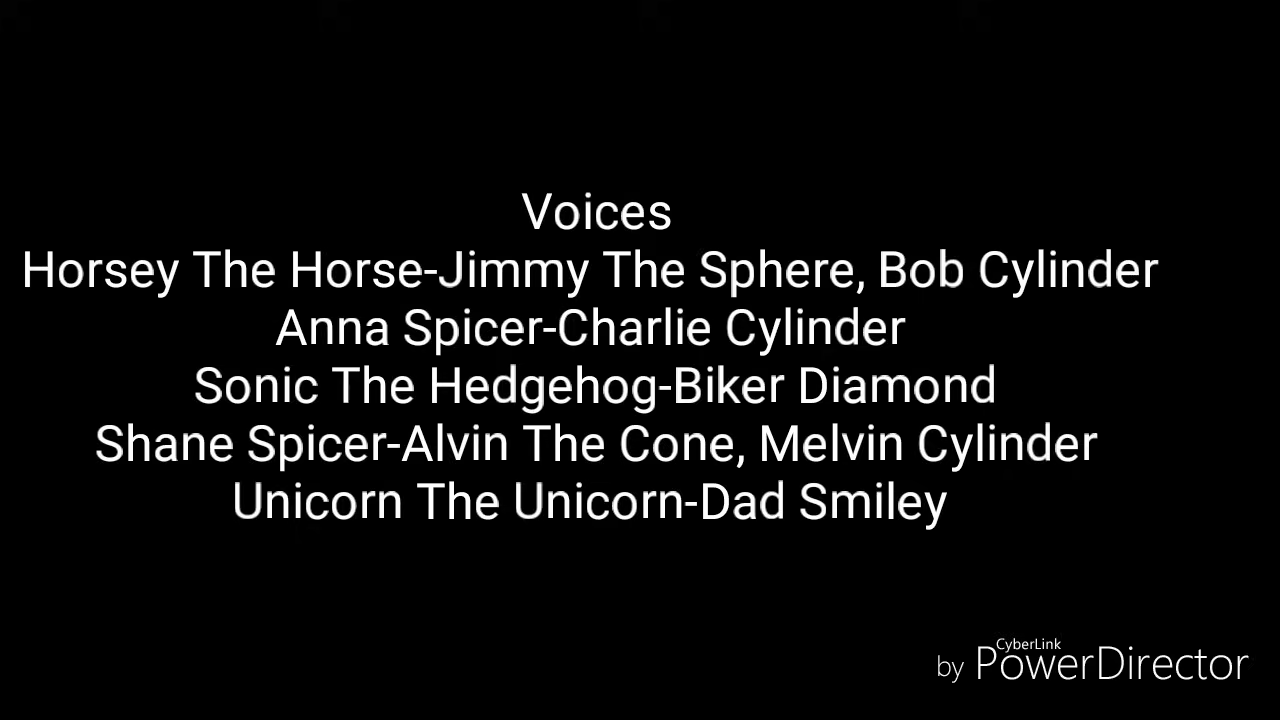 Voices
Horsey The Horse-Jimmy The Sphere, Bob Cylinder
Anna Spicer-Charlie Cylinder
Sonic The Hedgehog-Biker Diamond
Shane Spicer-Alvin The Cone, Melvin Cylinder
Unicorn The Unicorn-Dad Smiley
CyberLink
by PowerDirector